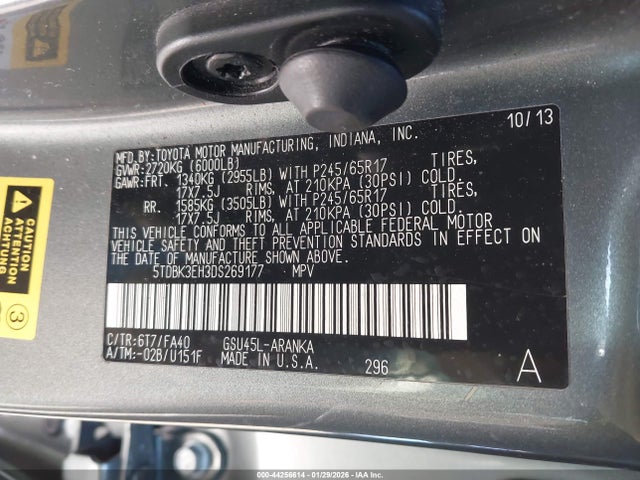 10/13
MFD. BY:TOYOTA MOTOR MANUFACTURING, INDIANA, INC.
GVWR:2720KG (6000LB)
GAWR:FRT. 1340KG (2955LB) WITH P245/65R17 TIRES,
17X7.5J RIMS, AT 210KPA (30PSI) COLD.
RR. 1585KG (3505LB) WITH P245/65R17 TIRES,
17X7.5J RIMS, AT 210KPA (30PSI) COLD.
THIS VEHICLE CONFORMS TO ALL APPLICABLE FEDERAL MOTOR
VEHICLE SAFETY AND THEFT PREVENTION STANDARDS IN EFFECT ON
THE DATE OF MANUFACTURE SHOWN ABOVE.
5TDBK3EH3DS269177 MPV
C/TR:6T7/FA40 GSU45L-ARANKA
A/TM:-02B/U151F MADE IN U.S.A. 296 A
CAUTION
ACHTUNG
3
000-44256614 - 01/29/2026 - IAAI.COM